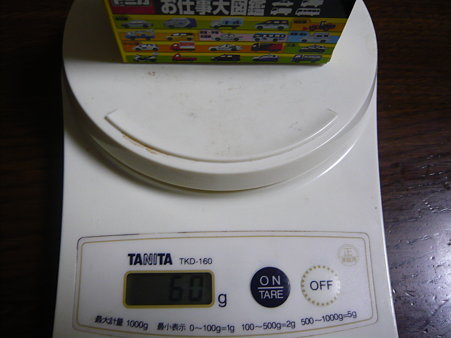 お仕事大図鑑
TANITA TKD-160
60 g
ON
TARE
OFF
最大計量 1000g 最小表示 0~100g=1g 100~500g=2g 500~1000g=5g